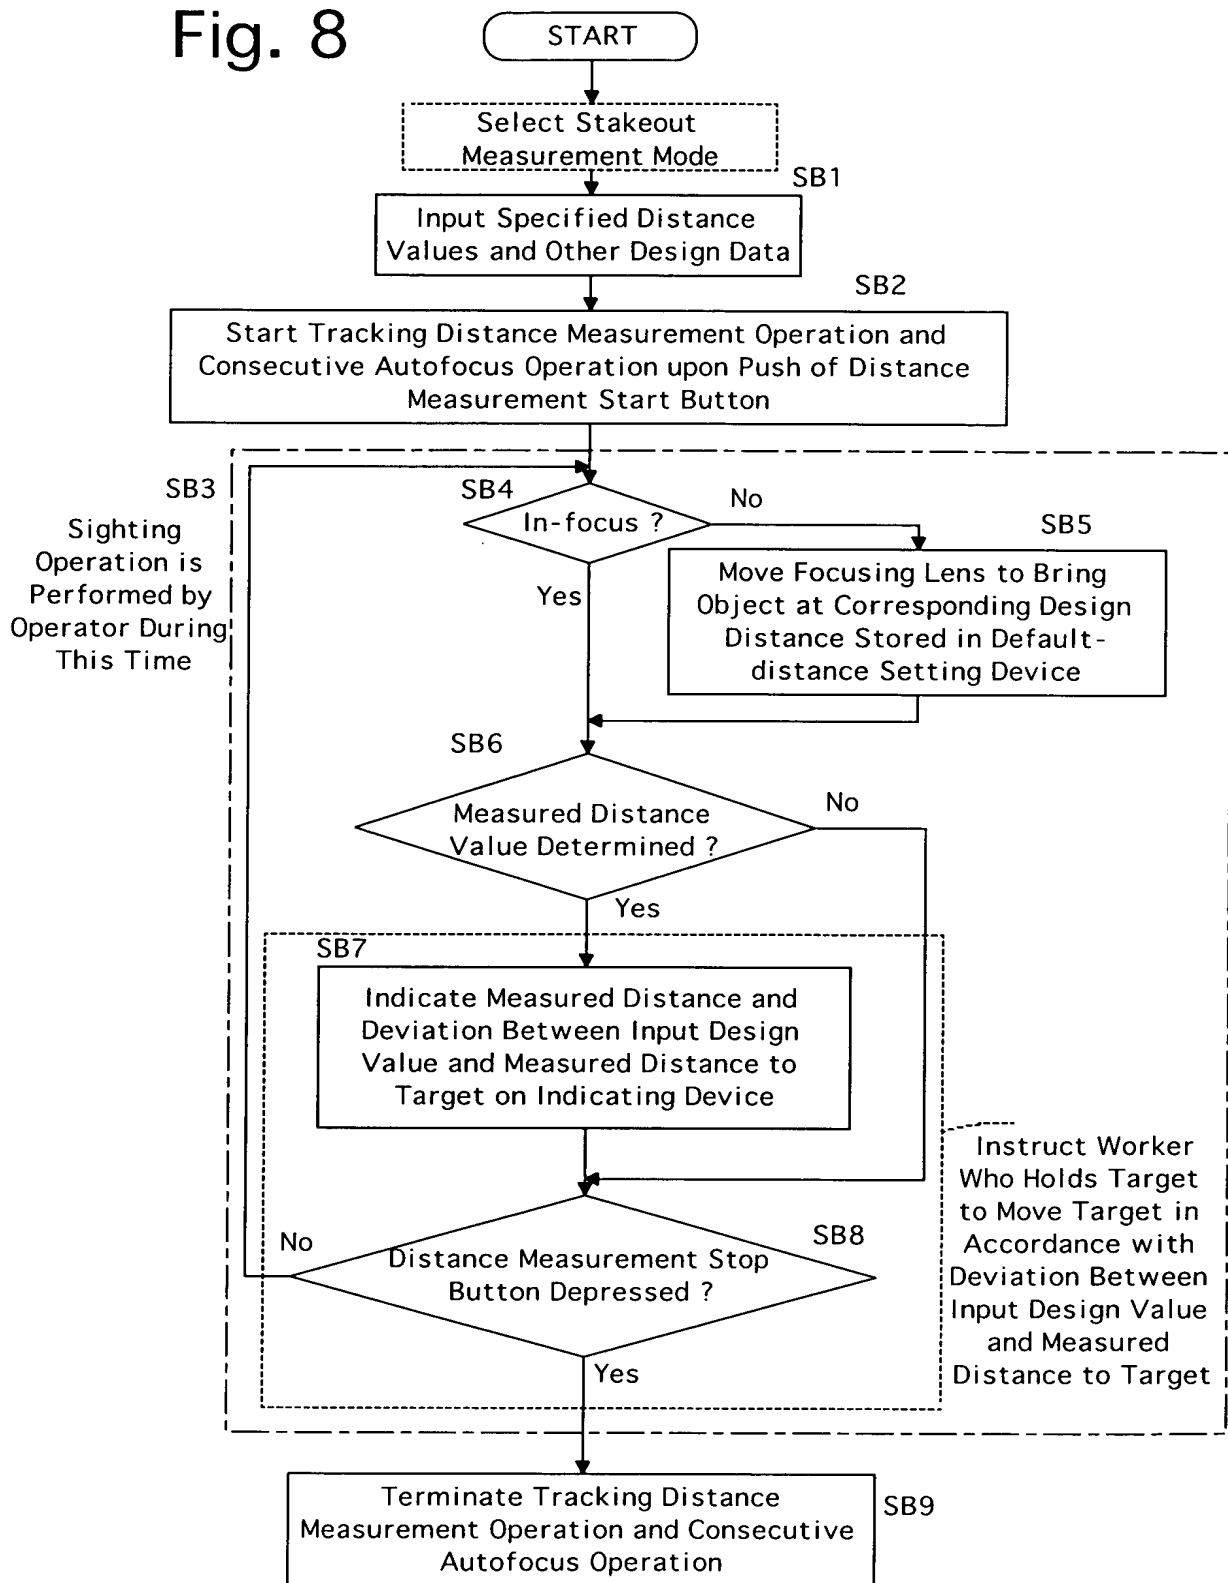 Fig. 8
START
Select Stakeout
Measurement Mode
SB1
Input Specified Distance
Values and Other Design Data
SB2
Start Tracking Distance Measurement Operation and
Consecutive Autofocus Operation upon Push of Distance
Measurement Start Button
SB3
Sighting
Operation is
Performed by
Operator During
This Time
SB4
In-focus ?
No
Yes
SB5
Move Focusing Lens to Bring
Object at Corresponding Design
Distance Stored in Default-
distance Setting Device
SB6
Measured Distance
Value Determined ?
No
Yes
SB7
Indicate Measured Distance and
Deviation Between Input Design
Value and Measured Distance to
Target on Indicating Device
Instruct Worker
Who Holds Target
to Move Target in
Accordance with
Deviation Between
Input Design Value
and Measured
Distance to Target
SB8
No
Distance Measurement Stop
Button Depressed ?
Yes
Terminate Tracking Distance
Measurement Operation and Consecutive
Autofocus Operation
SB9